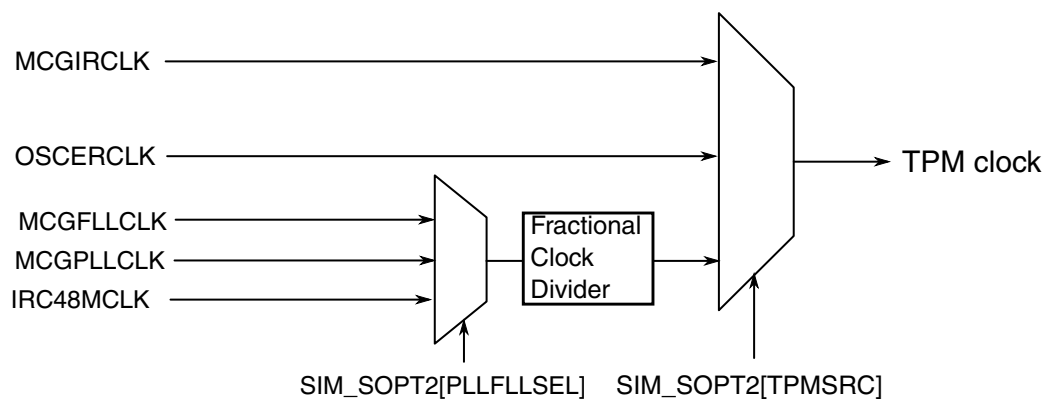 MCGIRCLK
OSCERCLK
TPM clock
MCGFLLCLK
MCGPLLCLK
IRC48MCLK
Fractional
Clock
Divider
SIM_SOPT2[PLLFLLSEL]
SIM_SOPT2[TPMSRC]